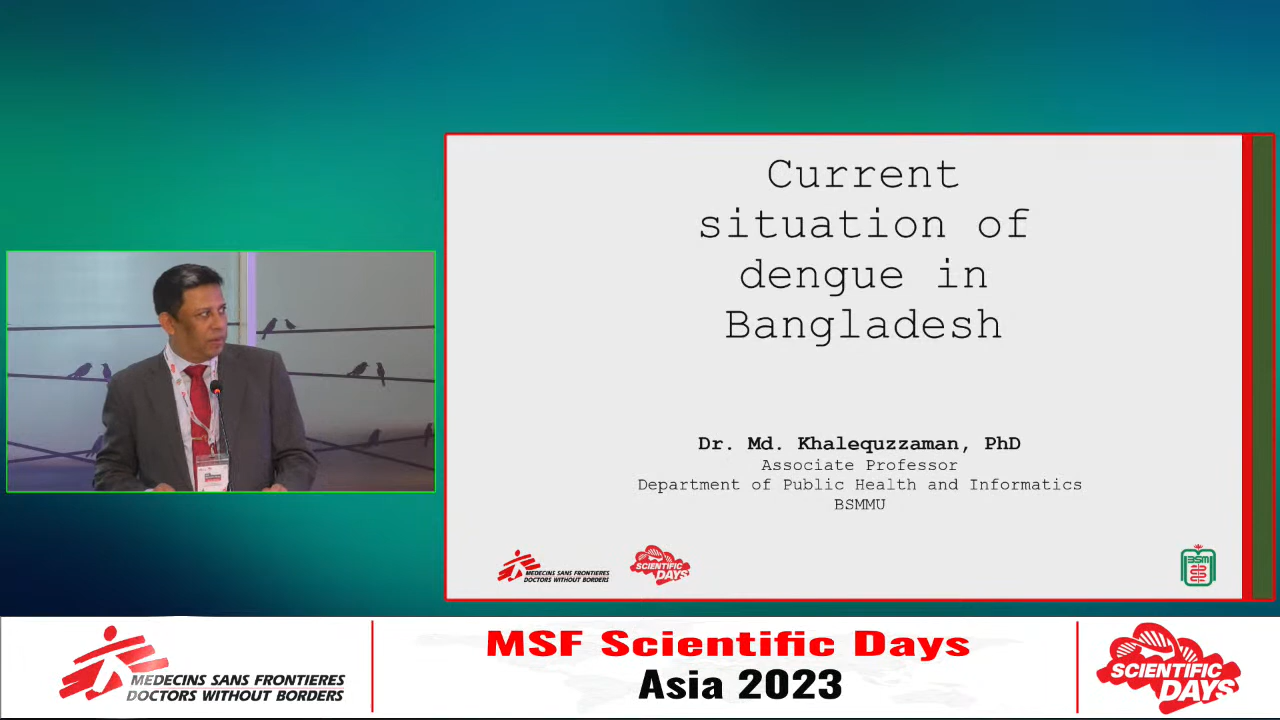 Current
situation of
dengue in
Bangladesh
Dr. Md. Khalequzzaman, PhD
Associate Professor
Department of Public Health and Informatics
BSMMU
MEDECINS SANS FRONTIERES
DOCTORS WITHOUT BORDERS
SCIENTIFIC
DAYS
BSM
MEDECINS SANS FRONTIERES
DOCTORS WITHOUT BORDERS
MSF Scientific Days
Asia 2023
SCIENTIFIC
DAYS